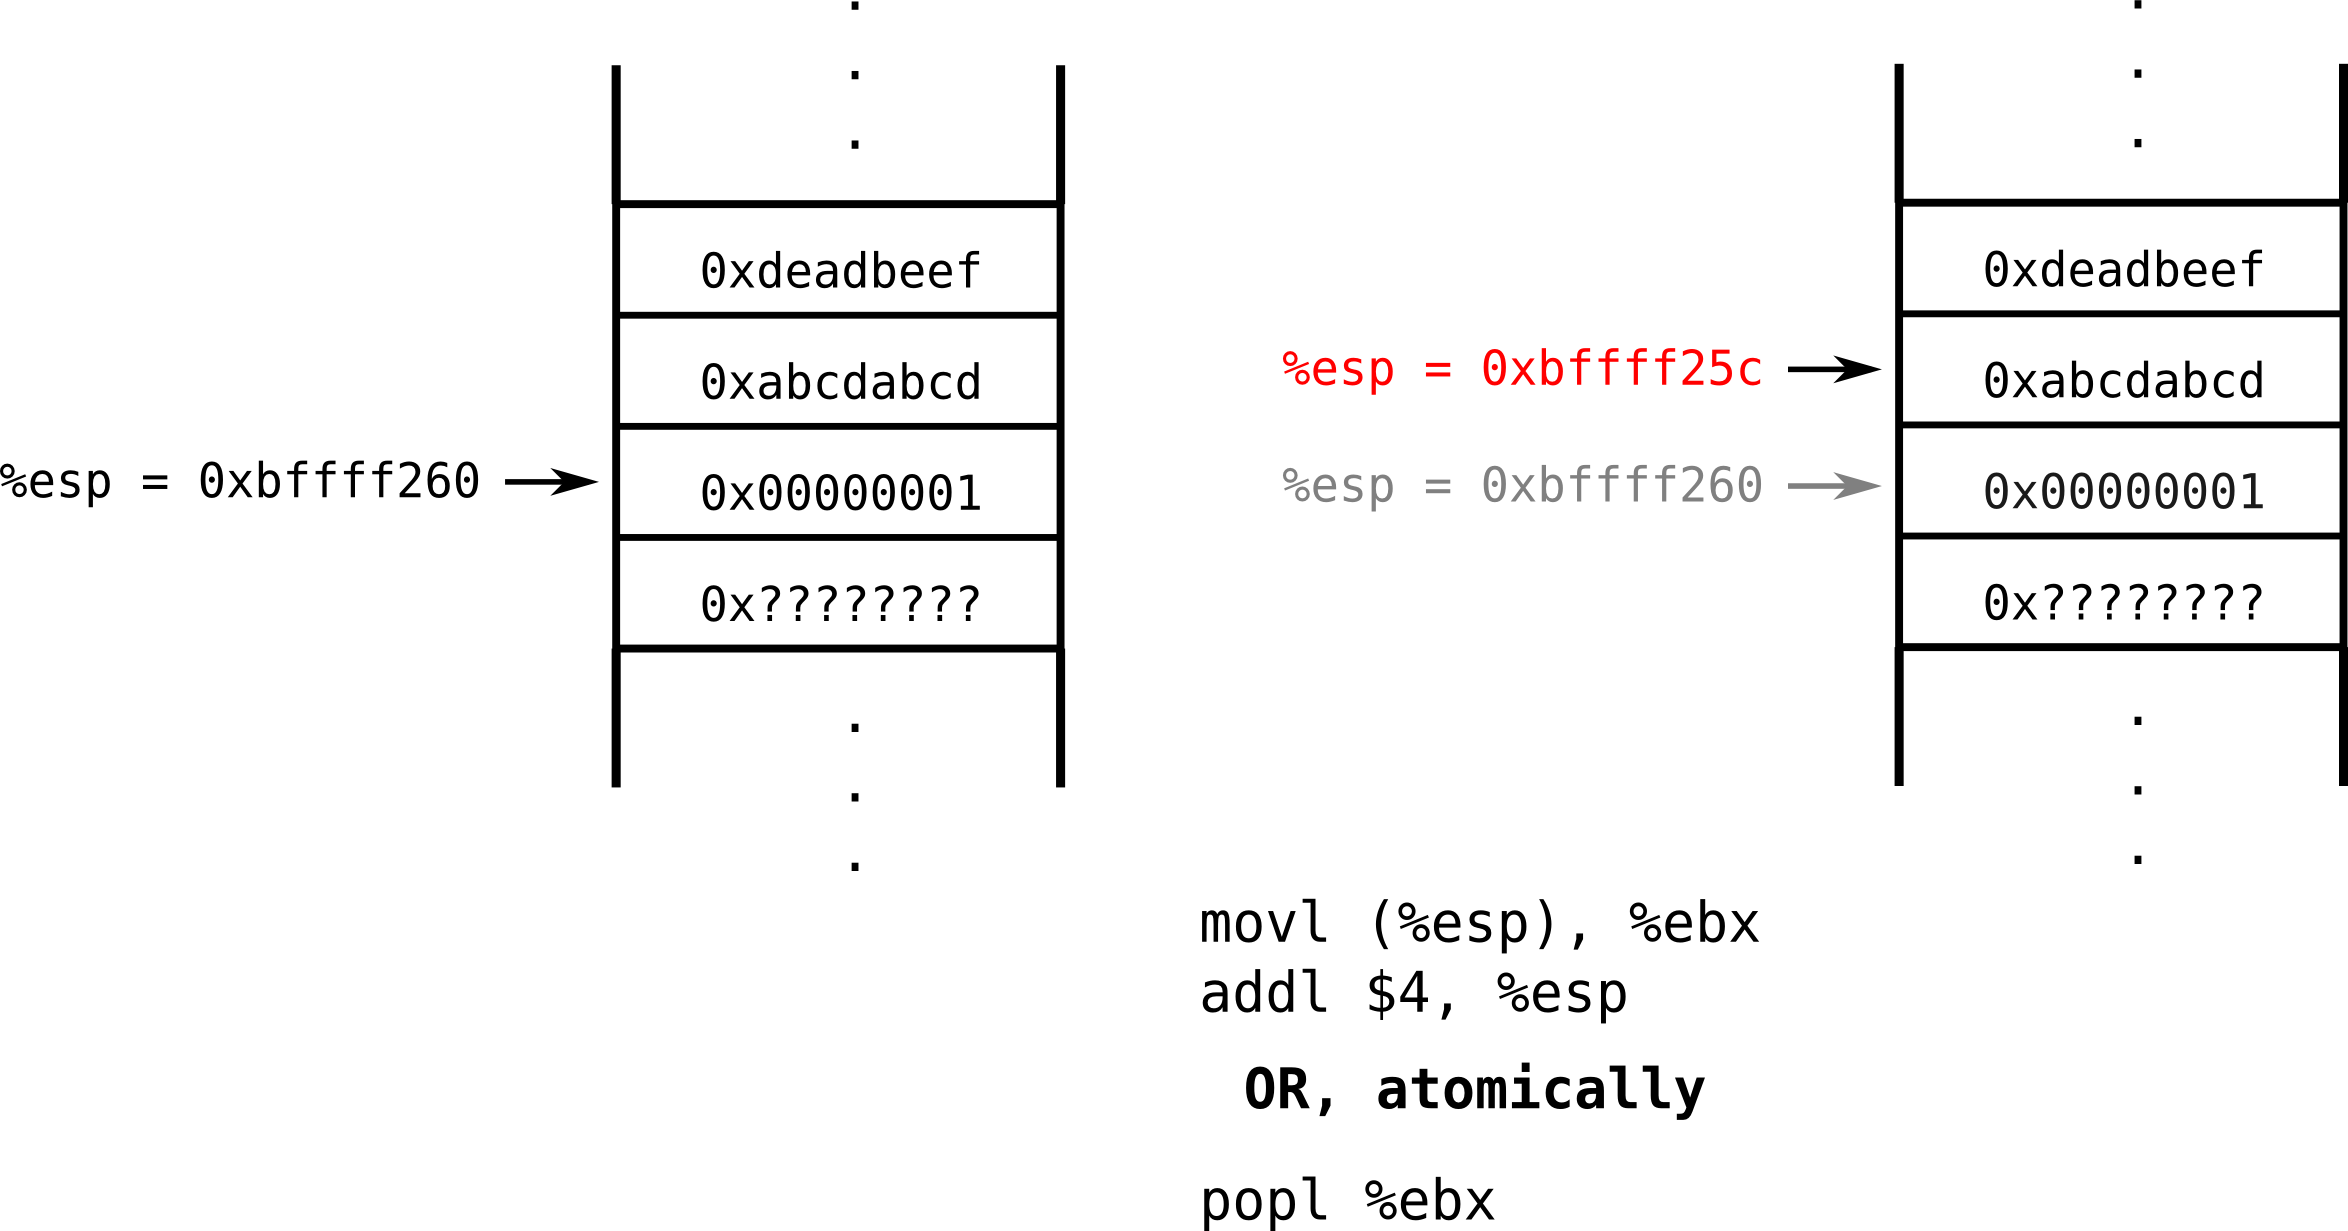 0xdeadbeef
0xabcdabcd
%esp = 0xbffff260
0x00000001
0x????????
0xdeadbeef
%esp = 0xbffff25c
0xabcdabcd
%esp = 0xbffff260
0x00000001
0x????????
movl (%esp), %ebx
addl $4, %esp
OR, atomically
popl %ebx